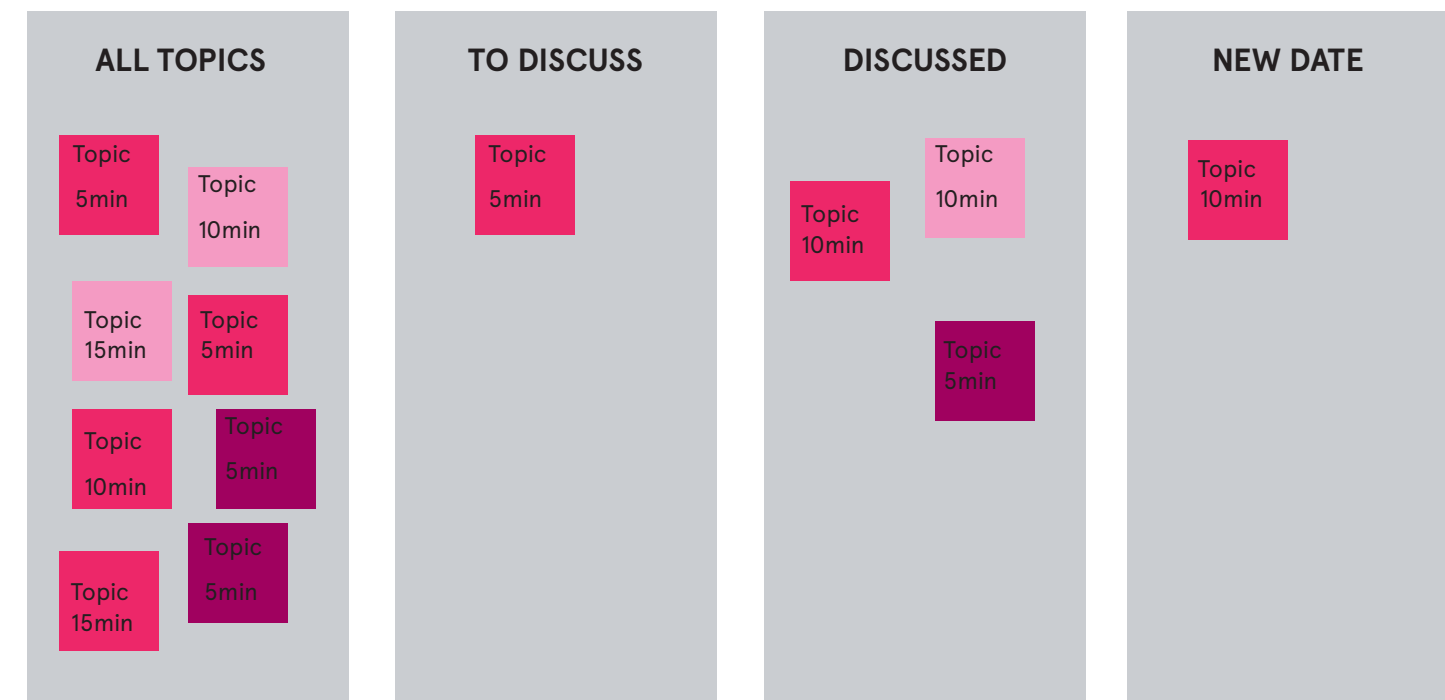 ALL TOPICS
Topic
5min
Topic
10min
Topic
15min
Topic
5min
Topic
10min
Topic
5min
Topic
15min
Topic
5min
TO DISCUSS
Topic
5min
DISCUSSED
Topic
10min
Topic
10min
Topic
5min
NEW DATE
Topic
10min